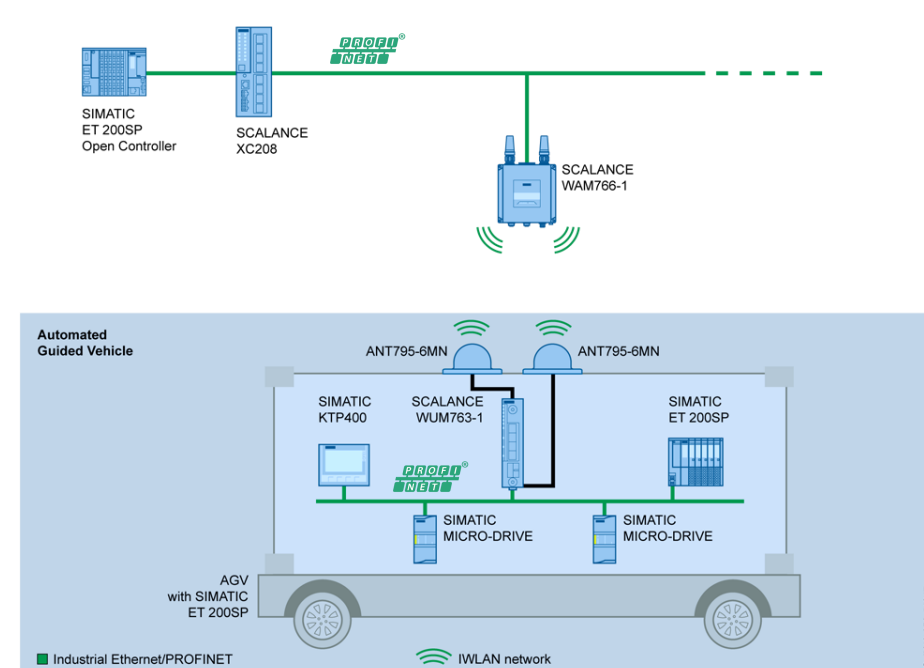 PROFI®
NET
SIMATIC
ET 200SP
Open Controller
SCALANCE
XC208
SCALANCE
WAM766-1
Automated
Guided Vehicle
ANT795-6MN
ANT795-6MN
SIMATIC
KTP400
SCALANCE
WUM763-1
SIMATIC
ET 200SP
PROFI®
NET
SIMATIC
MICRO-DRIVE
SIMATIC
MICRO-DRIVE
AGV
with SIMATIC
ET 200SP
Industrial Ethernet/PROFINET
IWLAN network